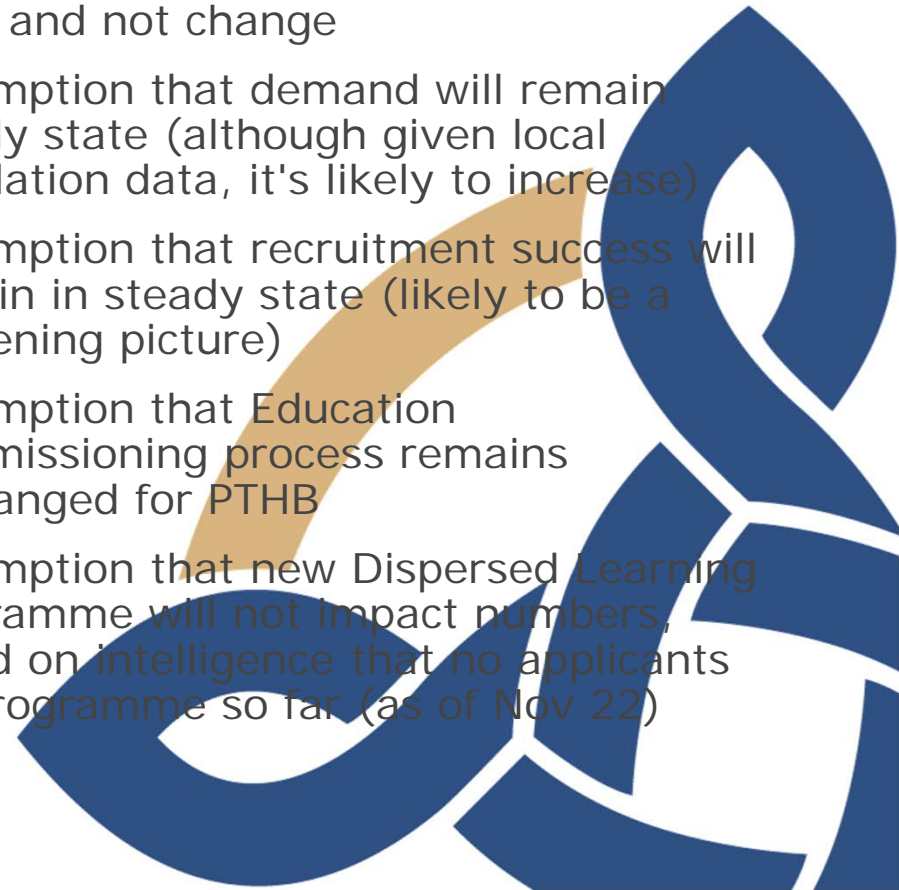 and not change
mption that demand will remain
ly state (although given local
lation data, it's likely to increase)
mption that recruitment success will
in in steady state (likely to be a
ening picture)
mption that Education
missioning process remains
anged for PTHB
mption that new Dispersed Learning
ramme will not impact numbers,
d on intelligence that no applicants
rogramme so far (as of Nov 22)